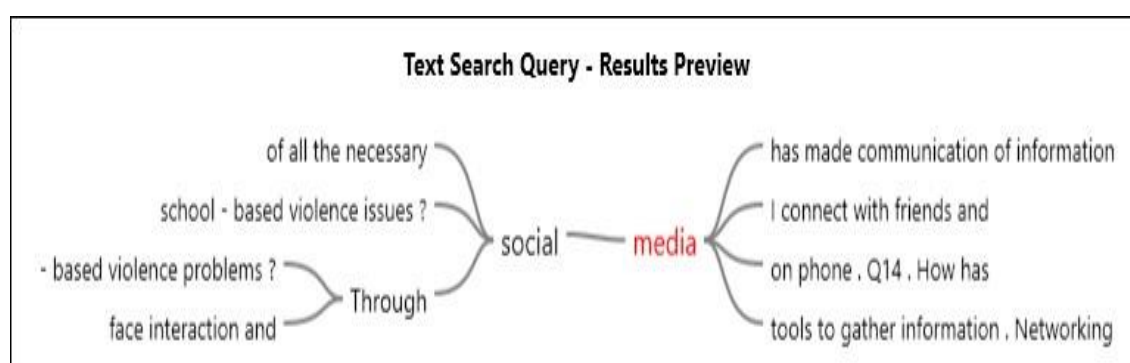 Text Search Query - Results Preview
of all the necessary
school - based violence issues ?
- based violence problems ?
face interaction and
Through
social
media
has made communication of information
I connect with friends and
on phone . Q14 . How has
tools to gather information . Networking